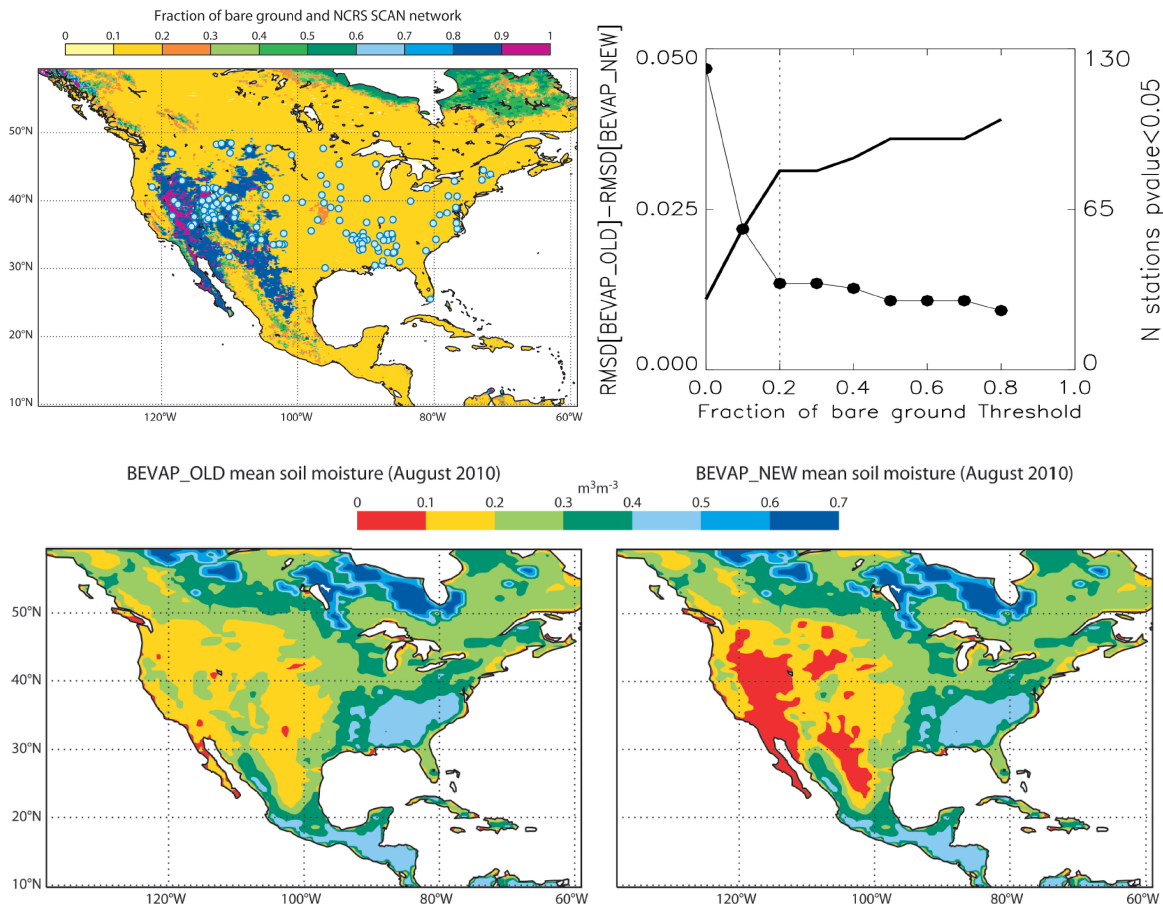 Fraction of bare ground and NCRS SCAN network
0 0.1 0.2 0.3 0.4 0.5 0.6 0.7 0.8 0.9 1
50°N
40°N
30°N
20°N
10°N
120°W 100°W 80°W 60°W
RMSD[BEVAP_OLD]-RMSD[BEVAP_NEW]
0.050
0.025
0.000
130
65
0
N stations pvalue<0.05
0.0 0.2 0.4 0.6 0.8 1.0
Fraction of bare ground Threshold
BEVAP_OLD mean soil moisture (August 2010)
BEVAP_NEW mean soil moisture (August 2010)
m³m⁻³
0 0.1 0.2 0.3 0.4 0.5 0.6 0.7
50°N
40°N
30°N
20°N
10°N
120°W 100°W 80°W 60°W
50°N
40°N
30°N
20°N
10°N
120°W 100°W 80°W 60°W